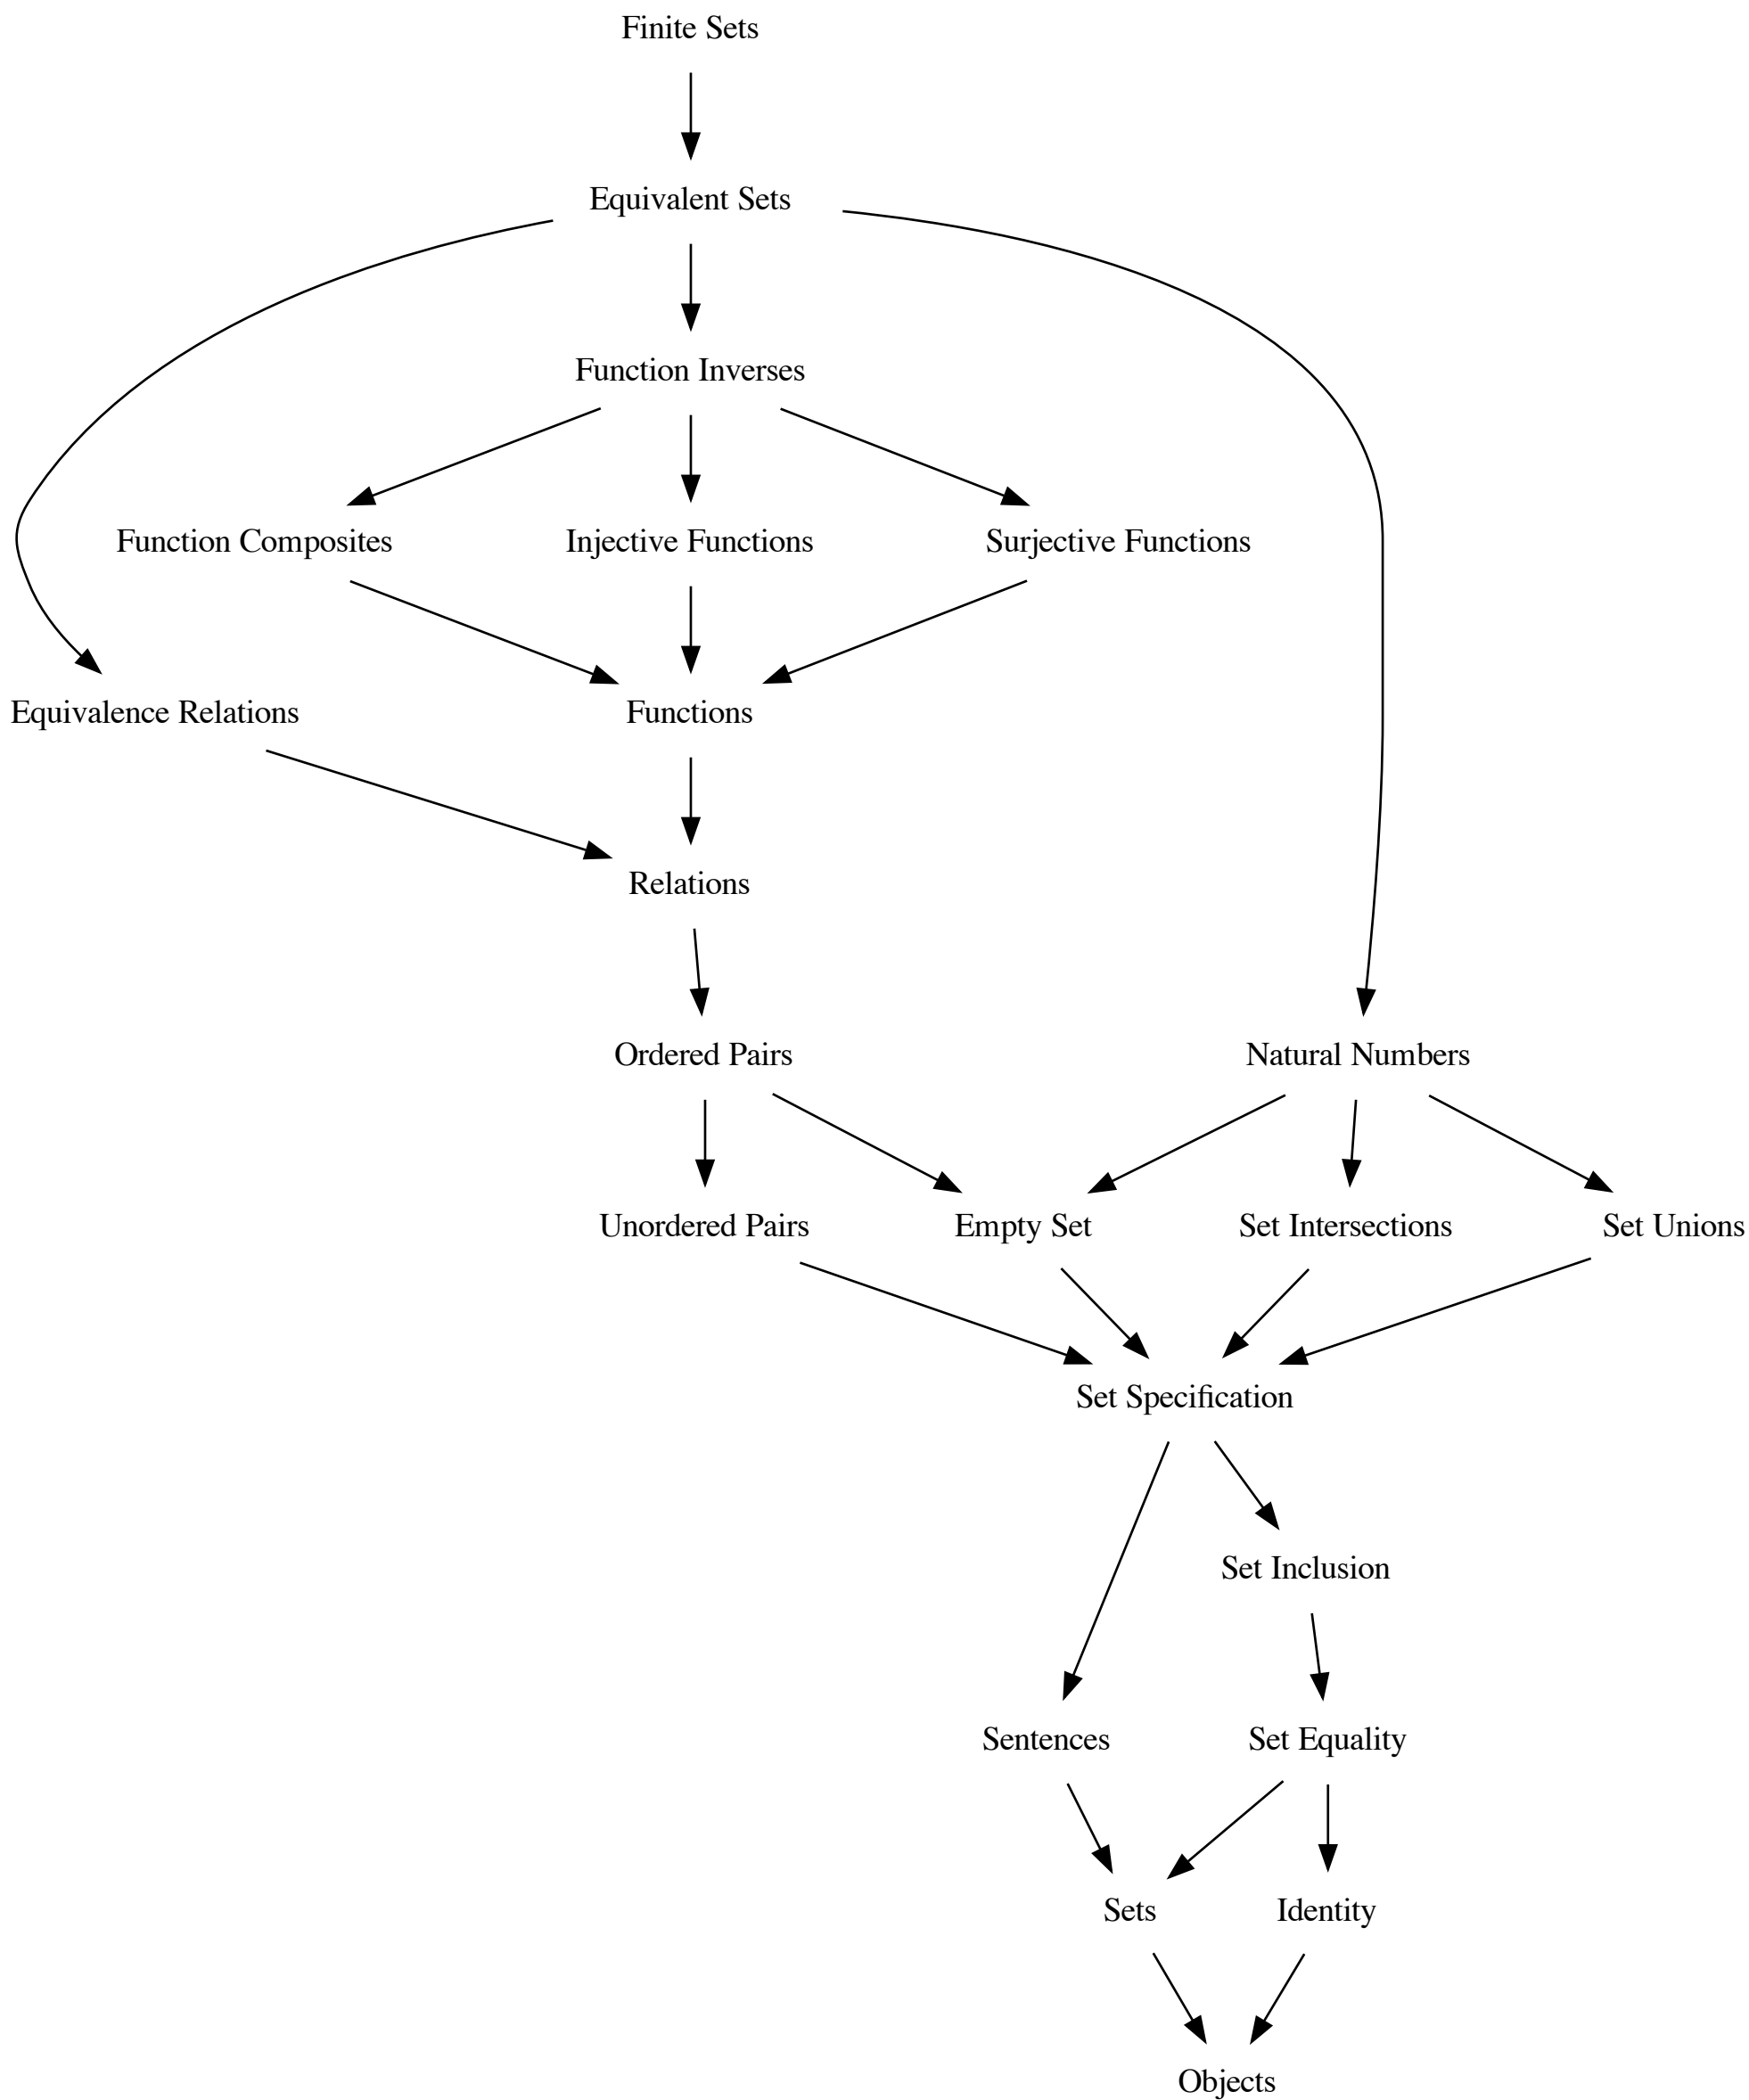 Finite Sets
Equivalent Sets
Function Inverses
Function Composites
Injective Functions
Surjective Functions
Equivalence Relations
Functions
Relations
Ordered Pairs
Natural Numbers
Unordered Pairs
Empty Set
Set Intersections
Set Unions
Set Specification
Set Inclusion
Sentences
Set Equality
Sets
Identity
Objects